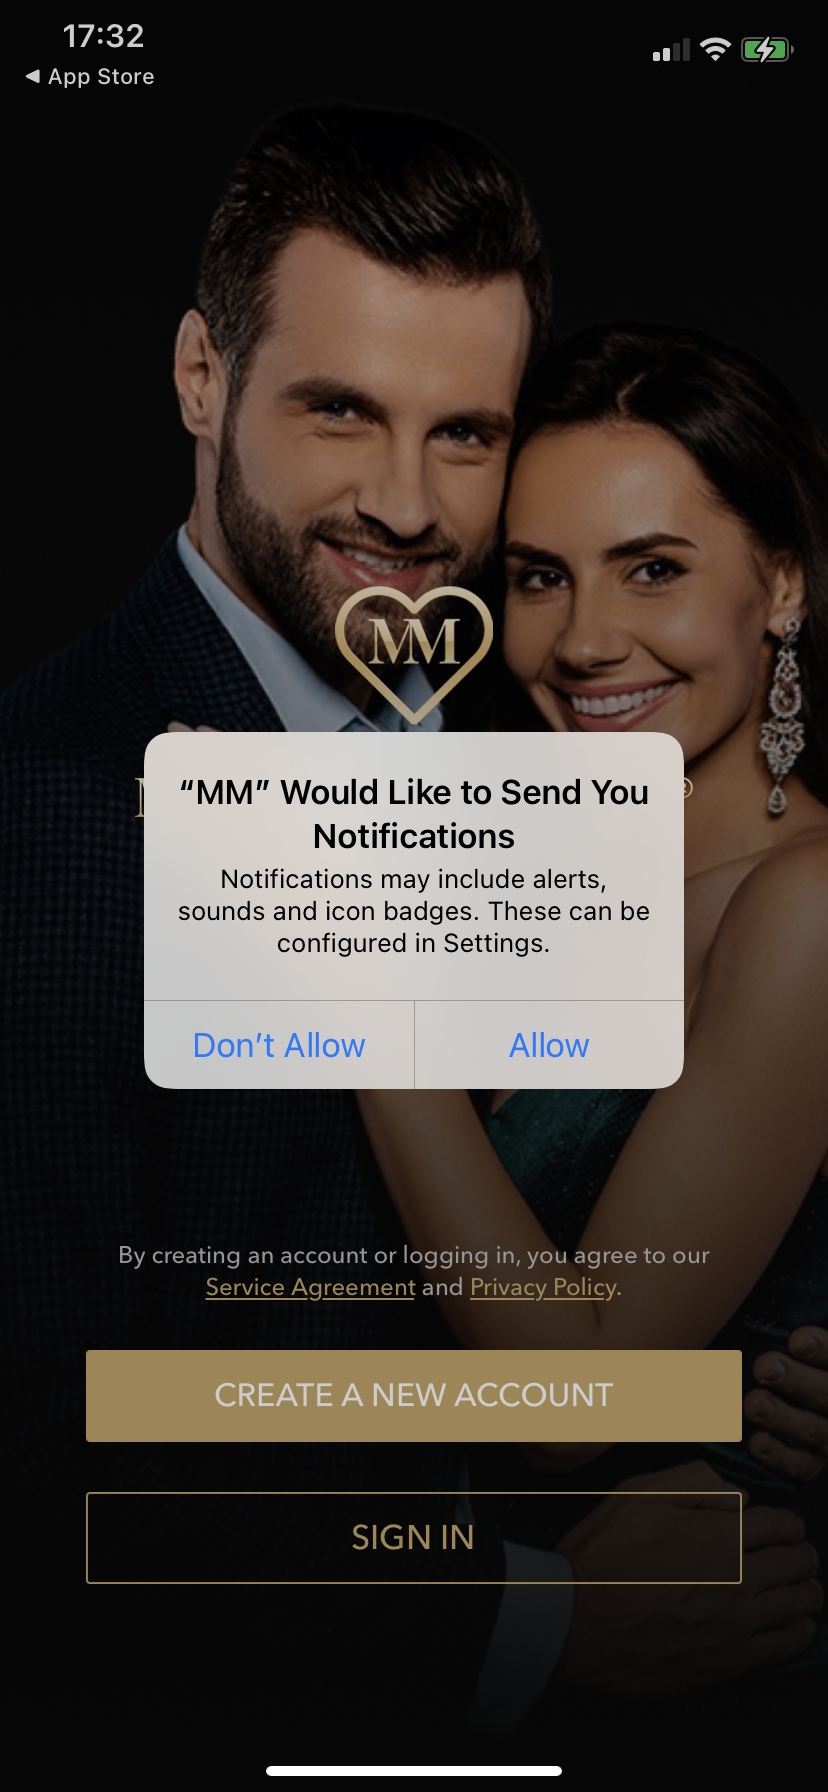 17:32
◀ App Store
MM
“MM” Would Like to Send You
Notifications
Notifications may include alerts,
sounds and icon badges. These can be
configured in Settings.
Don’t Allow
Allow
By creating an account or logging in, you agree to our
Service Agreement and Privacy Policy.
CREATE A NEW ACCOUNT
SIGN IN